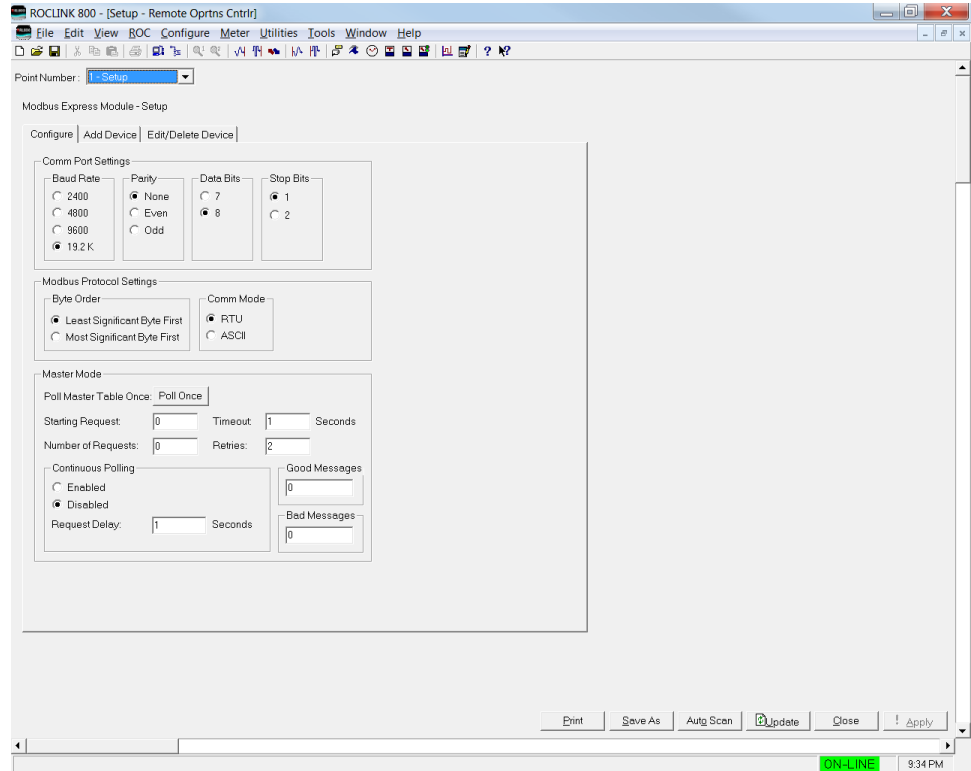 ROCLINK 800 - [Setup - Remote Oprtns Cntrlr]
File Edit View ROC Configure Meter Utilities Tools Window Help
Point Number : 1 - Setup
Modbus Express Module - Setup
Configure Add Device Edit/Delete Device
Comm Port Settings
Baud Rate Parity Data Bits Stop Bits
2400 None 7 1
4800 Even 8 2
9600 Odd
19.2 K
Modbus Protocol Settings
Byte Order Comm Mode
Least Significant Byte First RTU
Most Significant Byte First ASCII
Master Mode
Poll Master Table Once: Poll Once
Starting Request: 0 Timeout: 1 Seconds
Number of Requests: 0 Retries: 2
Continuous Polling Good Messages
Enabled 0
Disabled
Bad Messages
Request Delay: 1 Seconds 0
Print Save As Auto Scan Update Close ! Apply
ON-LINE 9:34 PM